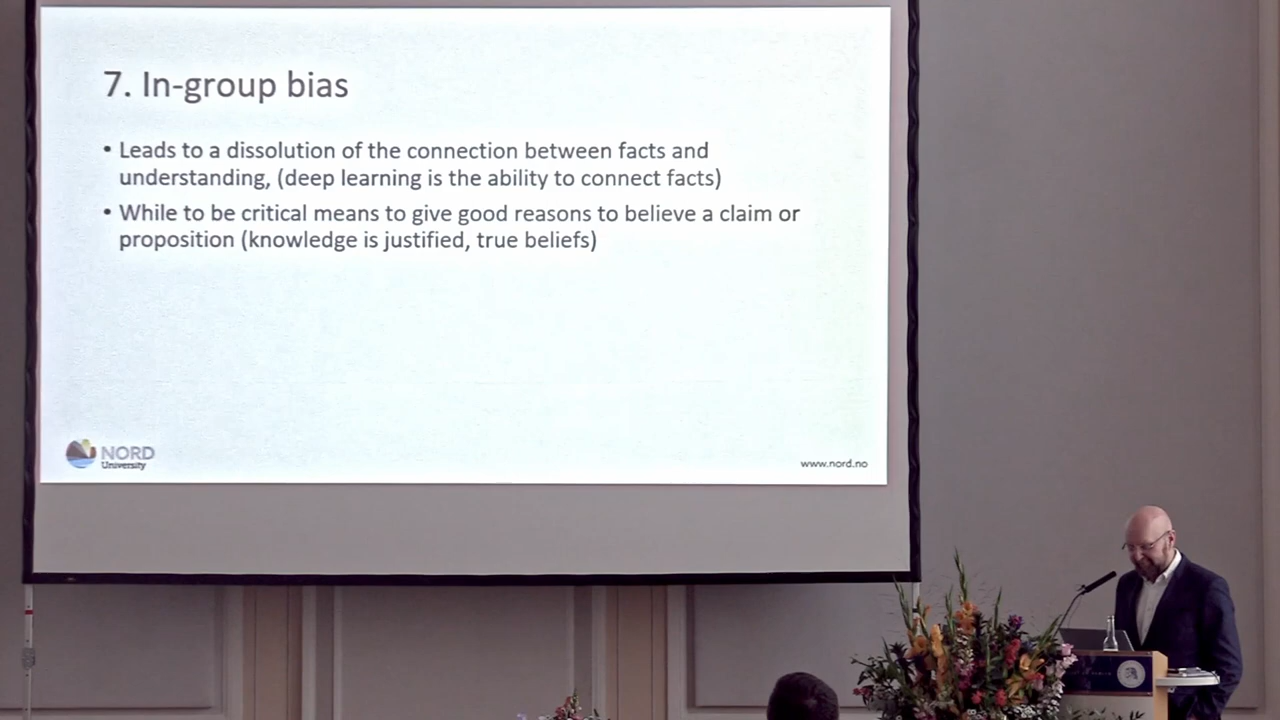 7. In-group bias
• Leads to a dissolution of the connection between facts and
understanding, (deep learning is the ability to connect facts)
• While to be critical means to give good reasons to believe a claim or
proposition (knowledge is justified, true beliefs)
NORD
University
www.nord.no